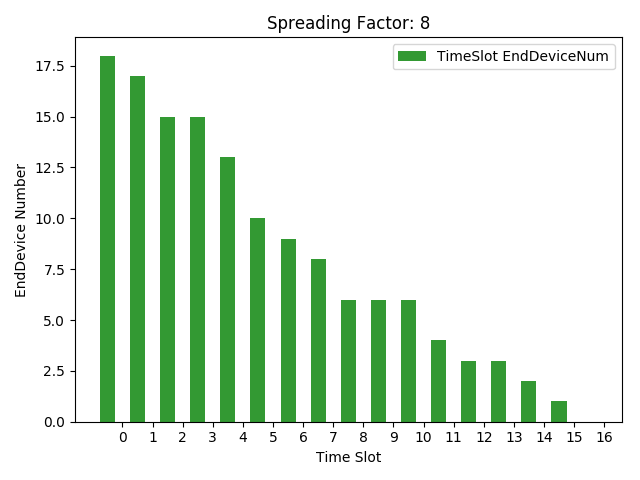 Spreading Factor: 8
TimeSlot EndDeviceNum
17.5
15.0
12.5
10.0
7.5
5.0
2.5
0.0
EndDevice Number
0 1 2 3 4 5 6 7 8 9 10 11 12 13 14 15 16
Time Slot